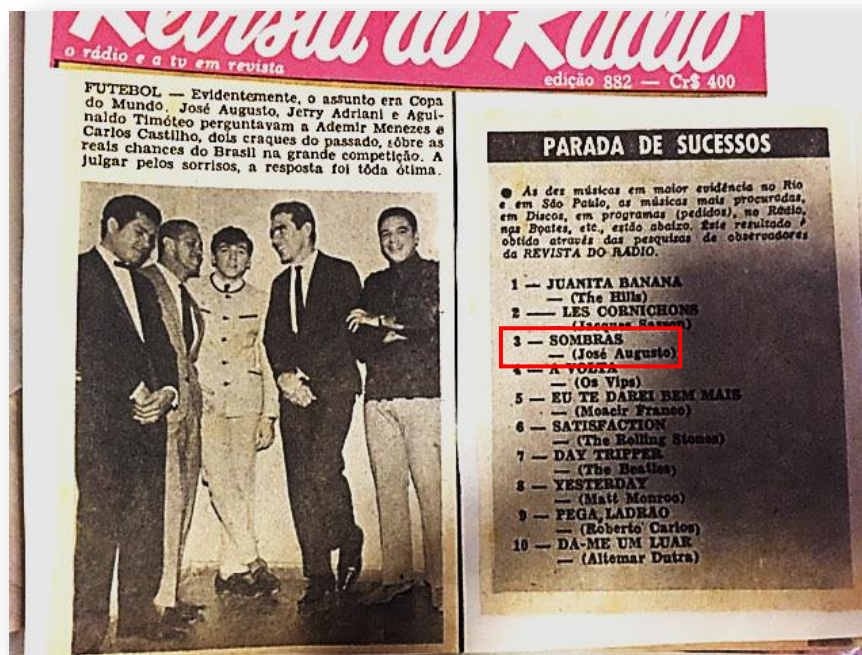 Revista do Rádio
o rádio e a tv em revista
edição 882 — Cr$ 400
FUTEBOL — Evidentemente, o assunto era Copa
do Mundo. José Augusto, Jerry Adriani e Agui-
naldo Timóteo perguntavam a Ademir Menezes e
Carlos Castilho, dois craques do passado, sôbre as
reais chances do Brasil na grande competição. A
julgar pelos sorrisos, a resposta foi tôda ótima.
PARADA DE SUCESSOS
● As dez músicas em maior evidência no Rio
e em São Paulo, as músicas mais procuradas,
em Discos, em programas (pedidos), no Rádio,
nas Boates, etc., estão abaixo. Êste resultado é
obtido através das pesquisas de observadores
da REVISTA DO RÁDIO.
1 — JUANITA BANANA
— (The Hills)
2 — LES CORNICHONS
(Jacques Sasson)
3 — SOMBRAS
— (José Augusto)
4 — A VOLTA
— (Os Vips)
5 — EU TE DAREI BEM MAIS
— (Moacir Franco)
6 — SATISFACTION
— (The Rolling Stones)
7 — DAY TRIPPER
— (The Beatles)
8 — YESTERDAY
— (Matt Monroo)
9 — PEGA LADRÃO
— (Roberto Carlos)
10 — DA-ME UM LUAR
— (Altemar Dutra)